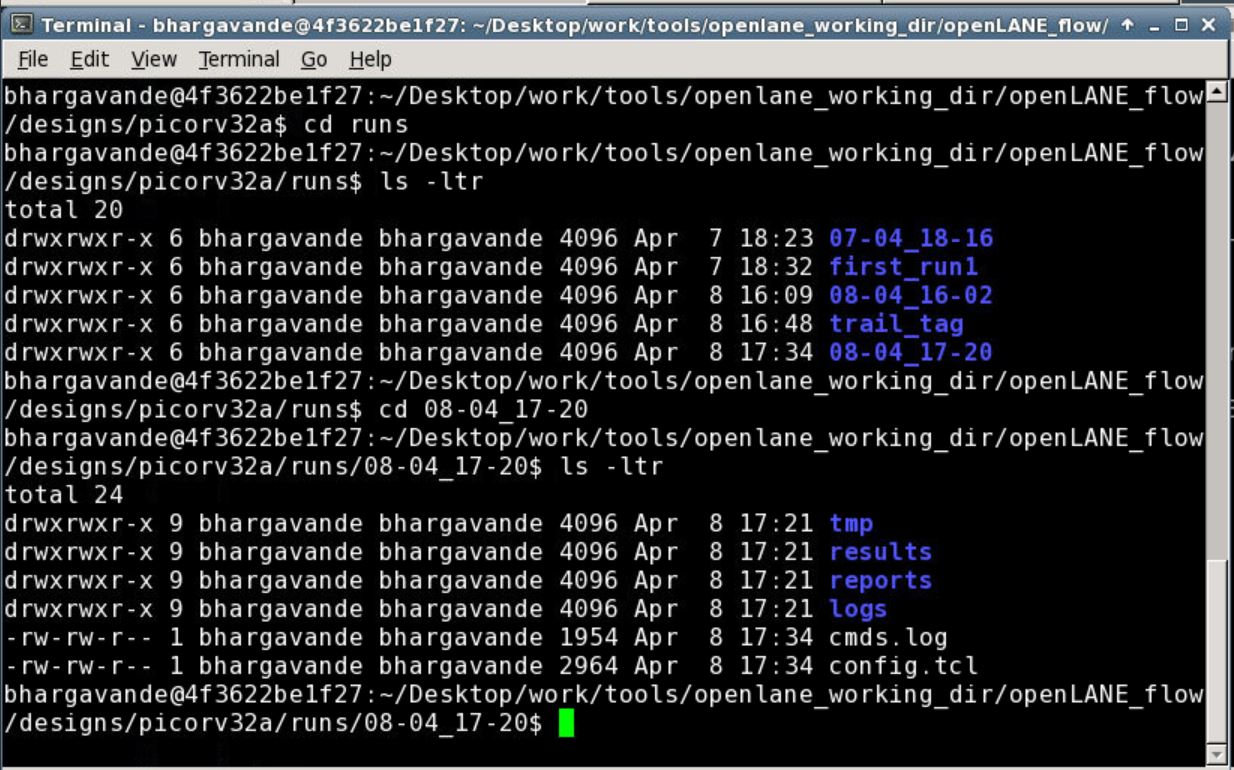 Terminal - bhargavande@4f3622be1f27: ~/Desktop/work/tools/openlane_working_dir/openLANE_flow/
File Edit View Terminal Go Help
bhargavande@4f3622be1f27:~/Desktop/work/tools/openlane_working_dir/openLANE_flow
/designs/picorv32a$ cd runs
bhargavande@4f3622be1f27:~/Desktop/work/tools/openlane_working_dir/openLANE_flow
/designs/picorv32a/runs$ ls -ltr
total 20
drwxrwxr-x 6 bhargavande bhargavande 4096 Apr  7 18:23 07-04_18-16
drwxrwxr-x 6 bhargavande bhargavande 4096 Apr  7 18:32 first_run1
drwxrwxr-x 6 bhargavande bhargavande 4096 Apr  8 16:09 08-04_16-02
drwxrwxr-x 6 bhargavande bhargavande 4096 Apr  8 16:48 trail_tag
drwxrwxr-x 6 bhargavande bhargavande 4096 Apr  8 17:34 08-04_17-20
bhargavande@4f3622be1f27:~/Desktop/work/tools/openlane_working_dir/openLANE_flow
/designs/picorv32a/runs$ cd 08-04_17-20
bhargavande@4f3622be1f27:~/Desktop/work/tools/openlane_working_dir/openLANE_flow
/designs/picorv32a/runs/08-04_17-20$ ls -ltr
total 24
drwxrwxr-x 9 bhargavande bhargavande 4096 Apr  8 17:21 tmp
drwxrwxr-x 9 bhargavande bhargavande 4096 Apr  8 17:21 results
drwxrwxr-x 9 bhargavande bhargavande 4096 Apr  8 17:21 reports
drwxrwxr-x 9 bhargavande bhargavande 4096 Apr  8 17:21 logs
-rw-rw-r-- 1 bhargavande bhargavande 1954 Apr  8 17:34 cmds.log
-rw-rw-r-- 1 bhargavande bhargavande 2964 Apr  8 17:34 config.tcl
bhargavande@4f3622be1f27:~/Desktop/work/tools/openlane_working_dir/openLANE_flow
/designs/picorv32a/runs/08-04_17-20$